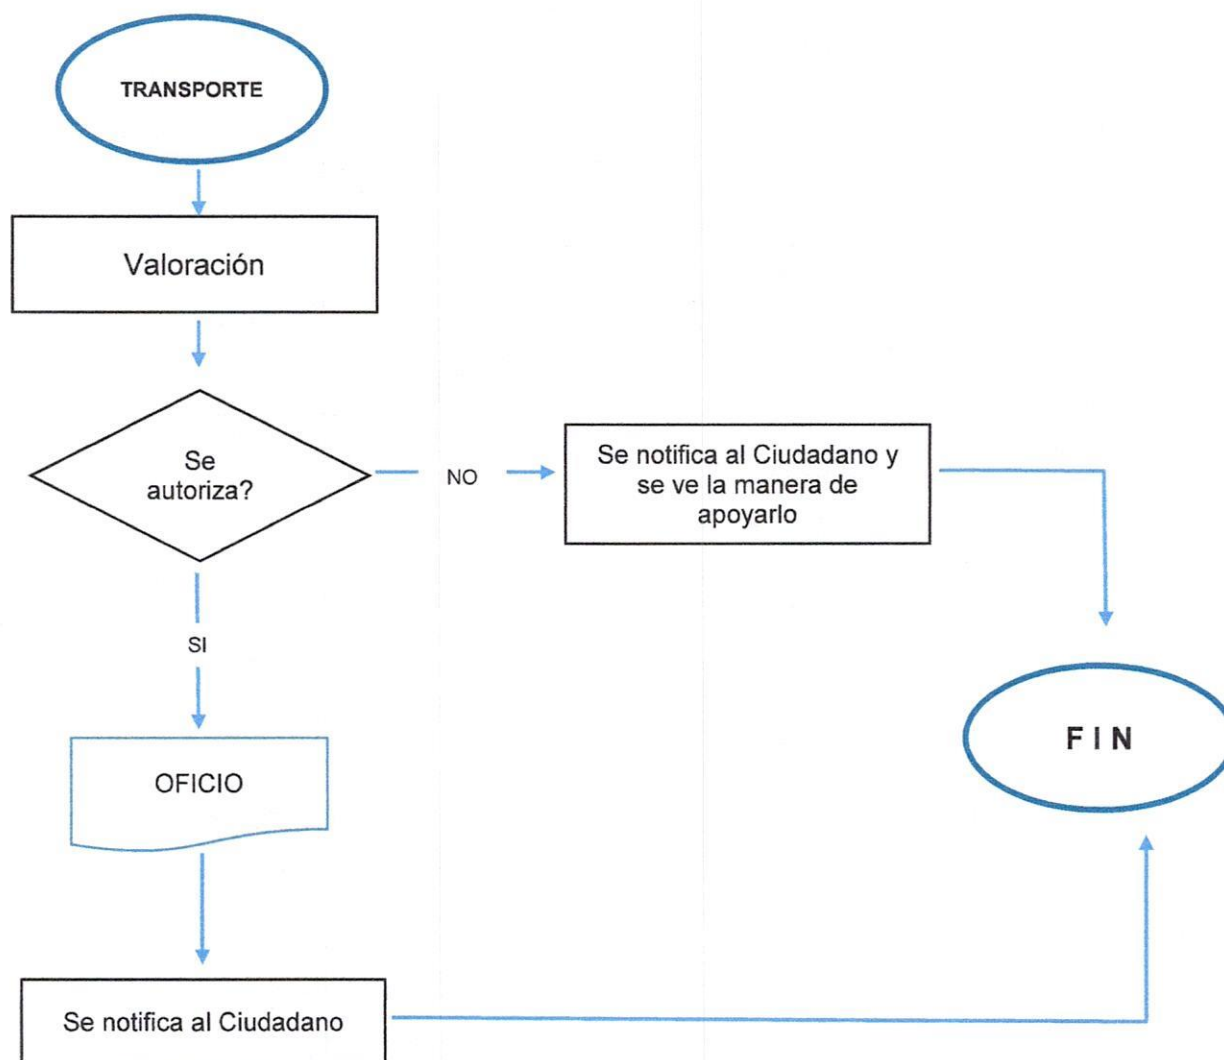 TRANSPORTE
Valoración
Se
autoriza?
NO
Se notifica al Ciudadano y
se ve la manera de
apoyarlo
SI
OFICIO
F I N
Se notifica al Ciudadano